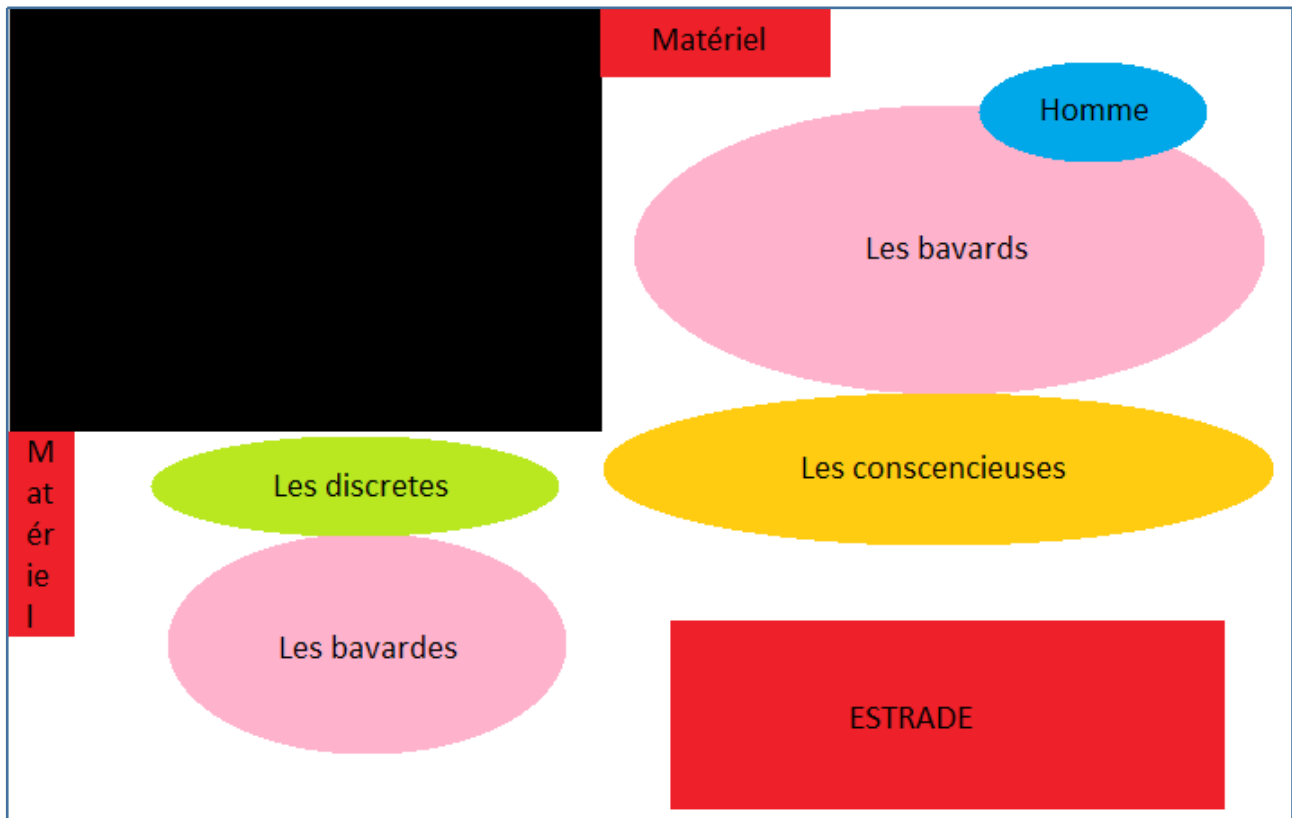 Matériel
Homme
Les bavards
Les conscencieuses
M
at
ér
ie
l
Les discretes
Les bavardes
ESTRADE